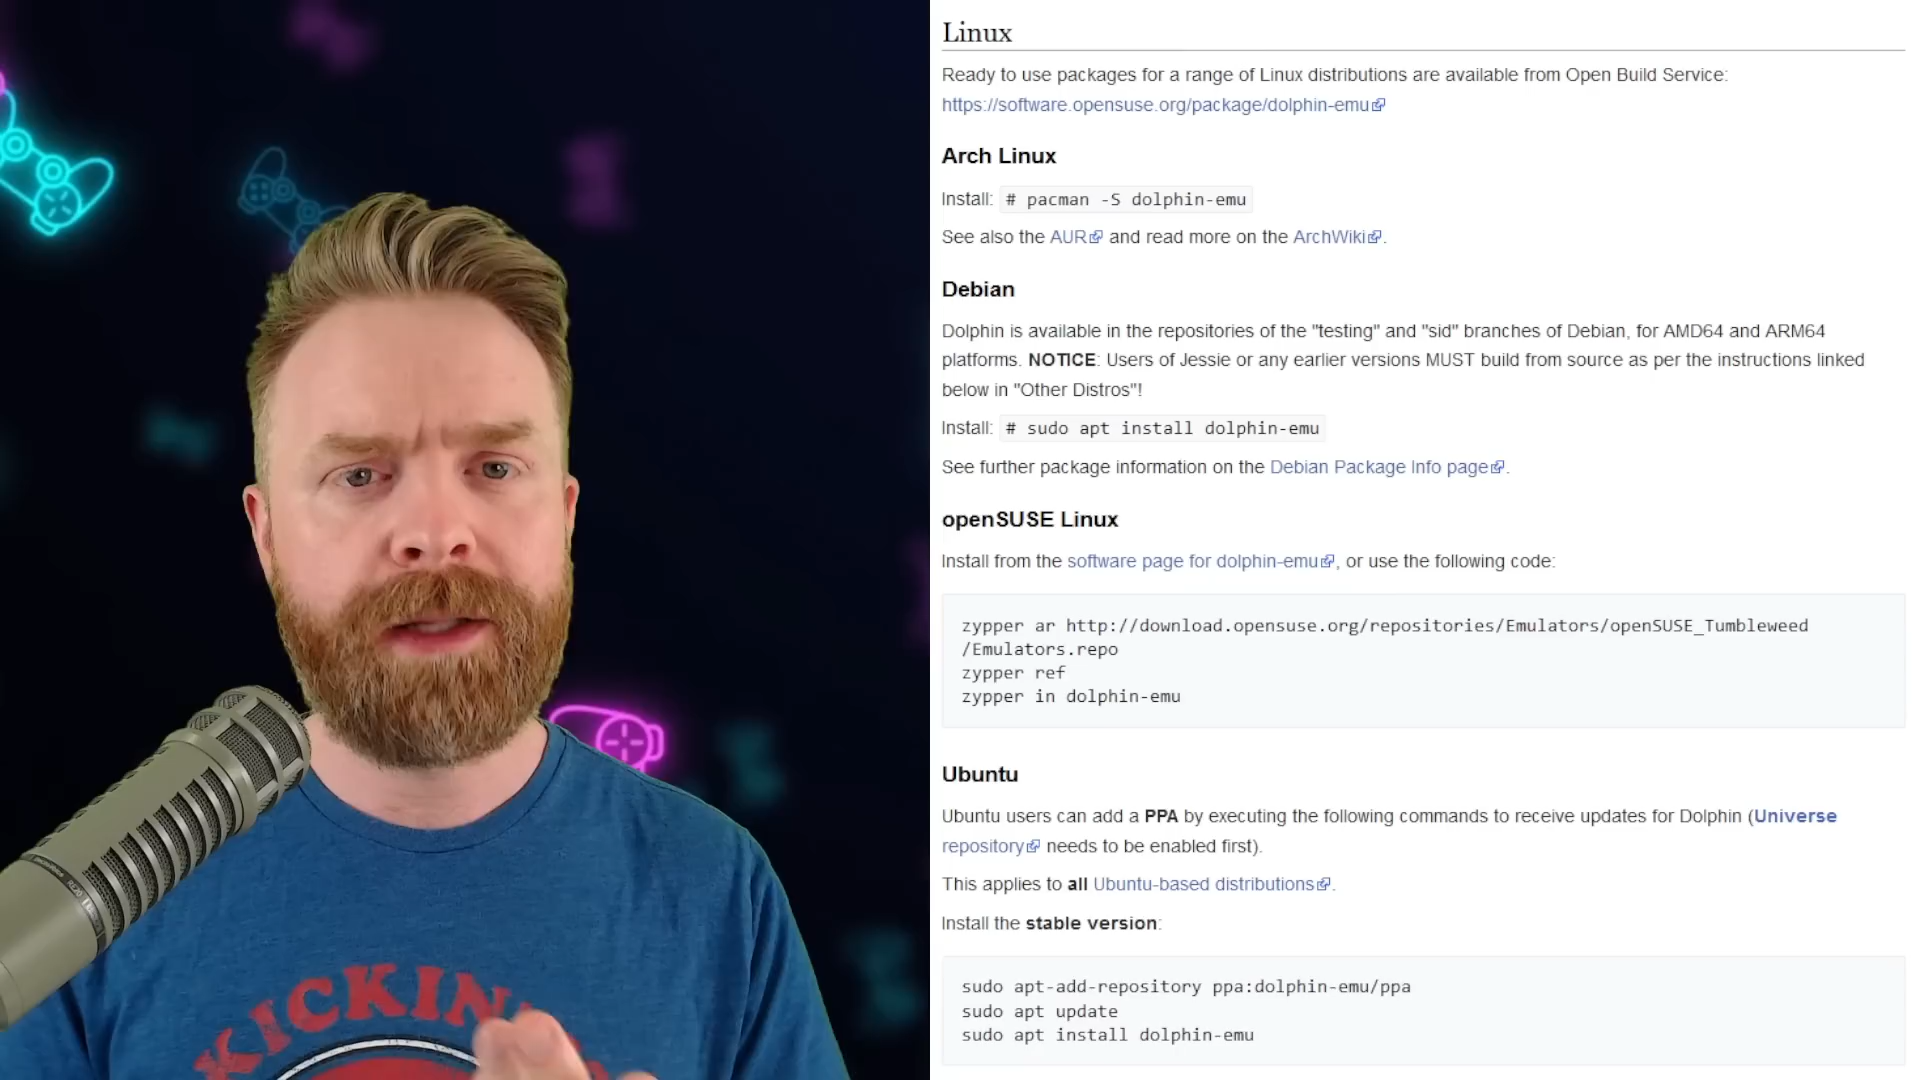 Linux
Ready to use packages for a range of Linux distributions are available from Open Build Service:
https://software.opensuse.org/package/dolphin-emu
Arch Linux
Install: # pacman -S dolphin-emu
See also the AUR and read more on the ArchWiki.
Debian
Dolphin is available in the repositories of the "testing" and "sid" branches of Debian, for AMD64 and ARM64
platforms. NOTICE: Users of Jessie or any earlier versions MUST build from source as per the instructions linked
below in "Other Distros"!
Install: # sudo apt install dolphin-emu
See further package information on the Debian Package Info page.
openSUSE Linux
Install from the software page for dolphin-emu, or use the following code:
zypper ar http://download.opensuse.org/repositories/Emulators/openSUSE_Tumbleweed
/Emulators.repo
zypper ref
zypper in dolphin-emu
Ubuntu
Ubuntu users can add a PPA by executing the following commands to receive updates for Dolphin (Universe
repository needs to be enabled first).
This applies to all Ubuntu-based distributions.
Install the stable version:
sudo apt-add-repository ppa:dolphin-emu/ppa
sudo apt update
sudo apt install dolphin-emu